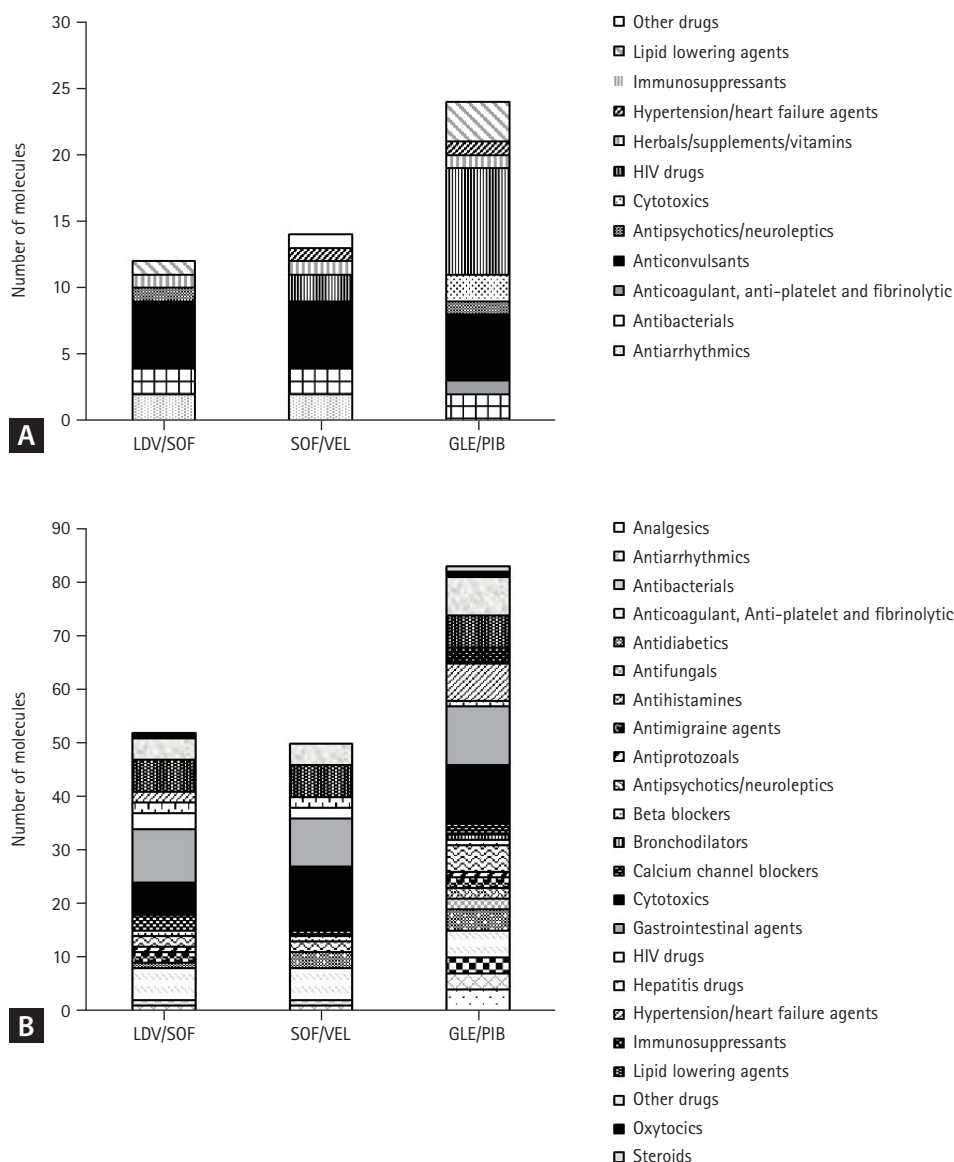 30
25
20
15
10
5
0
Number of molecules
LDV/SOF
SOF/VEL
GLE/PIB
A
Other drugs
Lipid lowering agents
Immunosuppressants
Hypertension/heart failure agents
Herbals/supplements/vitamins
HIV drugs
Cytotoxics
Antipsychotics/neuroleptics
Anticonvulsants
Anticoagulant, anti-platelet and fibrinolytic
Antibacterials
Antiarrhythmics
90
80
70
60
50
40
30
20
10
0
Number of molecules
LDV/SOF
SOF/VEL
GLE/PIB
B
Analgesics
Antiarrhythmics
Antibacterials
Anticoagulant, Anti-platelet and fibrinolytic
Antidiabetics
Antifungals
Antihistamines
Antimigraine agents
Antiprotozoals
Antipsychotics/neuroleptics
Beta blockers
Bronchodilators
Calcium channel blockers
Cytotoxics
Gastrointestinal agents
HIV drugs
Hepatitis drugs
Hypertension/heart failure agents
Immunosuppressants
Lipid lowering agents
Other drugs
Oxytocics
Steroids